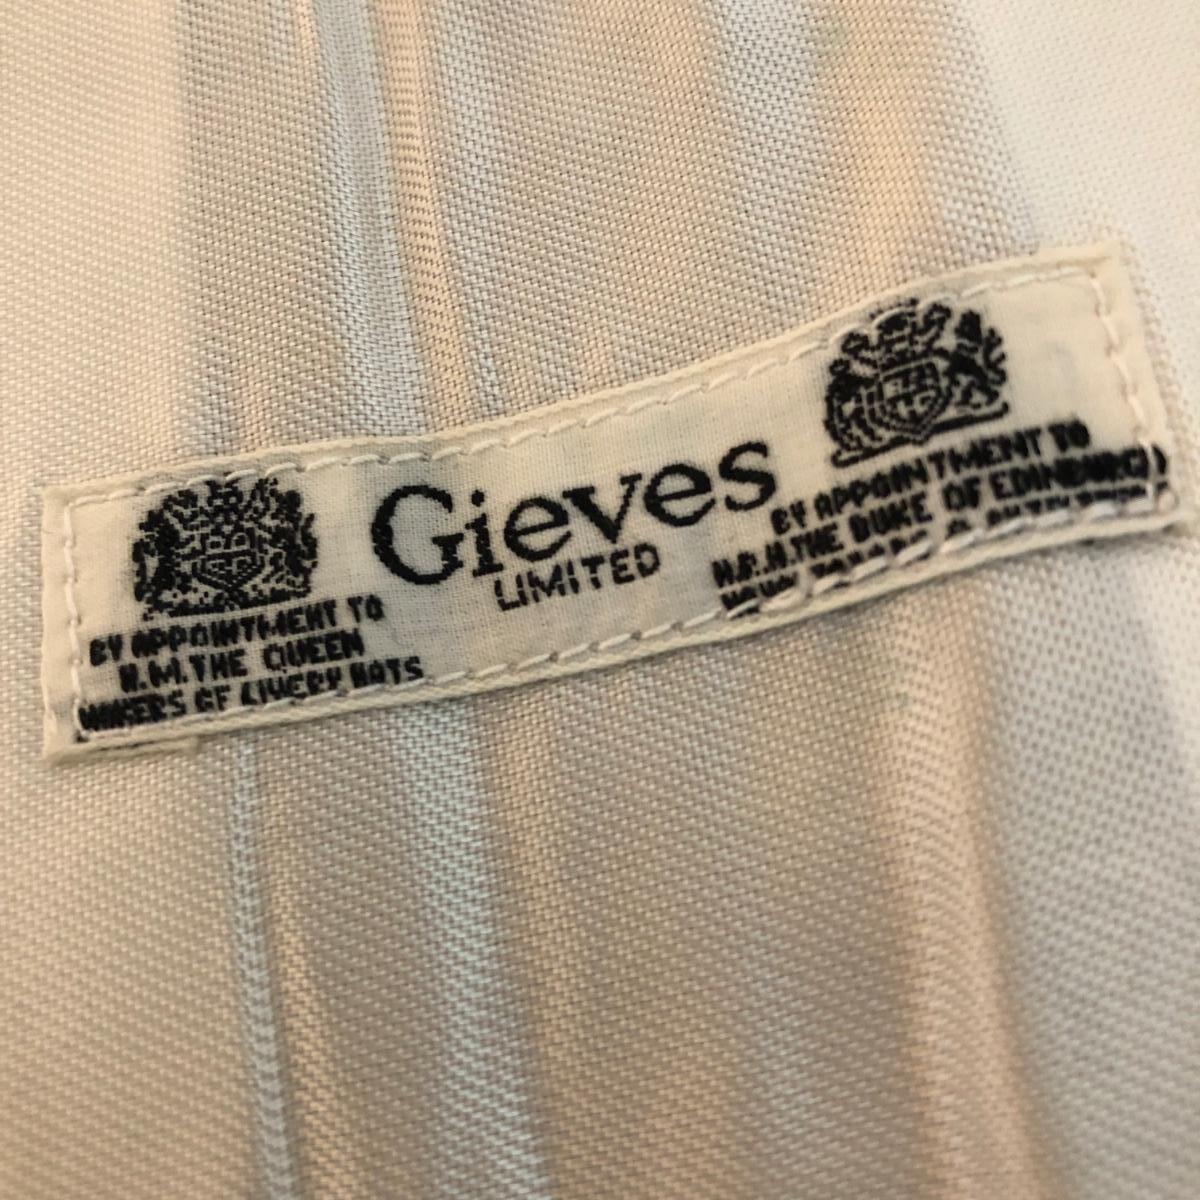 Gieves
LIMITED
BY APPOINTMENT TO
H.M.THE QUEEN
MAKERS OF LIVERY HATS
BY APPOINTMENT TO
H.R.H.THE DUKE OF EDINBURGH